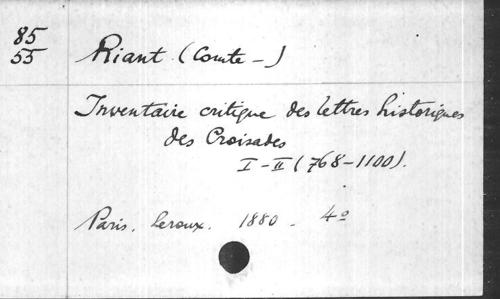 85
55
Riant (Comte -)
Inventaire critique des lettres historiques
des Croisades
I-II (768-1100).
Paris. Leroux. 1880 - 4º